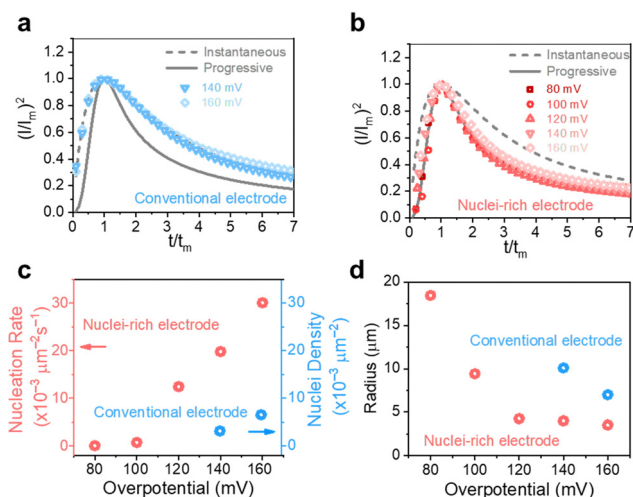 a
Instantaneous
Progressive
140 mV
160 mV
Conventional electrode
(I/Iₘ)²
1.2
1.0
0.8
0.6
0.4
0.2
0.0
0 1 2 3 4 5 6 7
t/tₘ
b
Instantaneous
Progressive
80 mV
100 mV
120 mV
140 mV
160 mV
Nuclei-rich electrode
(I/Iₘ)²
1.2
1.0
0.8
0.6
0.4
0.2
0.0
0 1 2 3 4 5 6 7
t/tₘ
c
Nucleation Rate
(x10⁻³ μm⁻²s⁻¹)
30
20
10
0
Nuclei-rich electrode
Conventional electrode
30
20
10
0
Nuclei Density
(x10⁻³ μm⁻²)
80 100 120 140 160
Overpotential (mV)
d
Radius (μm)
20
15
10
5
0
Conventional electrode
Nuclei-rich electrode
80 100 120 140 160
Overpotential (mV)